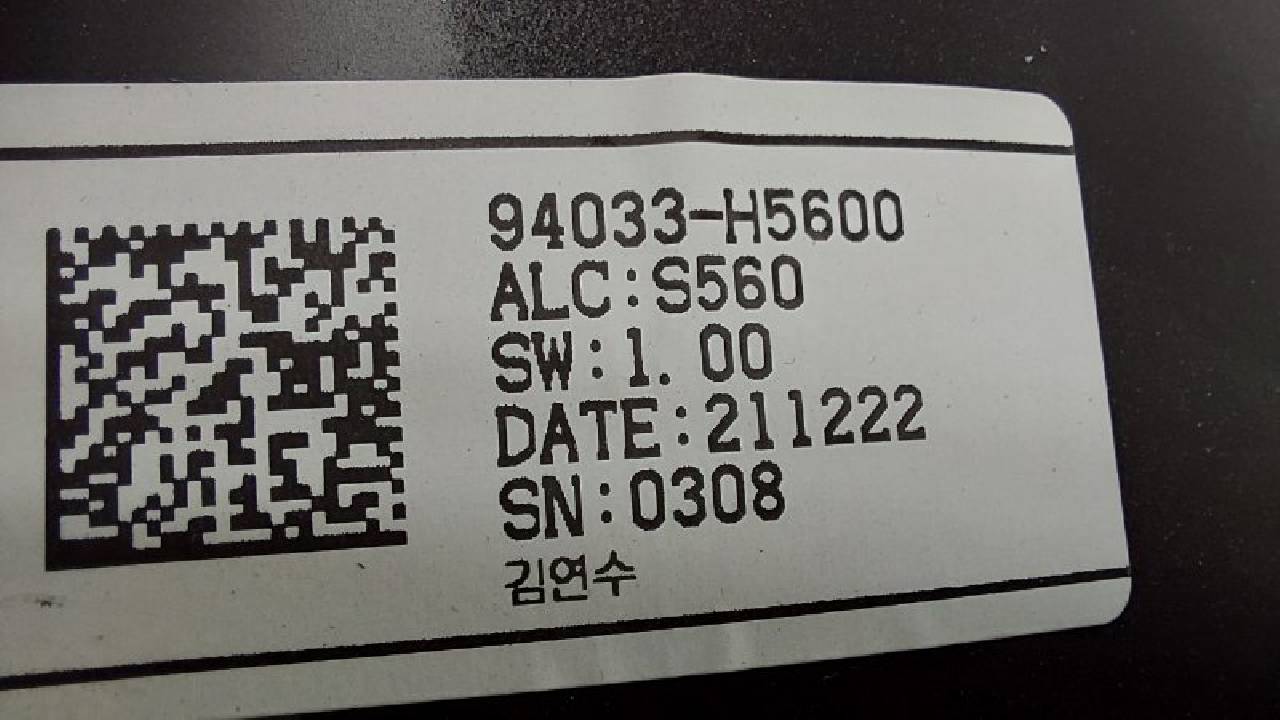 94033-H5600
ALC:S560
SW:1.00
DATE:211222
SN:0308
김연수